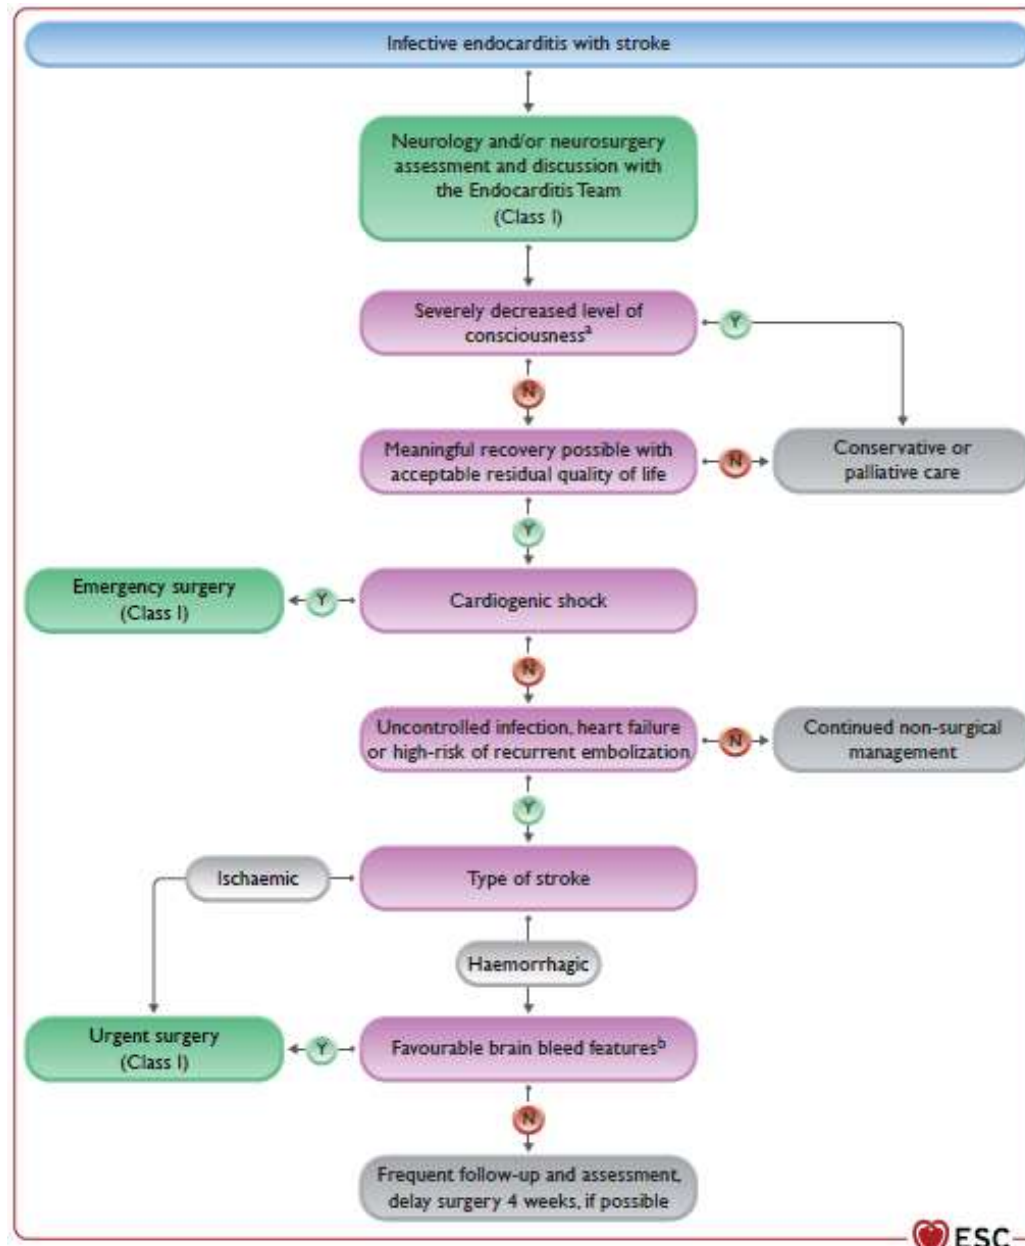 Infective endocarditis with stroke
Neurology and/or neurosurgery
assessment and discussion with
the Endocarditis Team
(Class I)
Severely decreased level of
consciousnessᵃ
Y
N
Meaningful recovery possible with
acceptable residual quality of life
N
Conservative or
palliative care
Y
Emergency surgery
(Class I)
Y
Cardiogenic shock
N
Uncontrolled infection, heart failure
or high-risk of recurrent embolization
N
Continued non-surgical
management
Y
Ischaemic
Type of stroke
Haemorrhagic
Urgent surgery
(Class I)
Y
Favourable brain bleed featuresᵇ
N
Frequent follow-up and assessment,
delay surgery 4 weeks, if possible
ESC